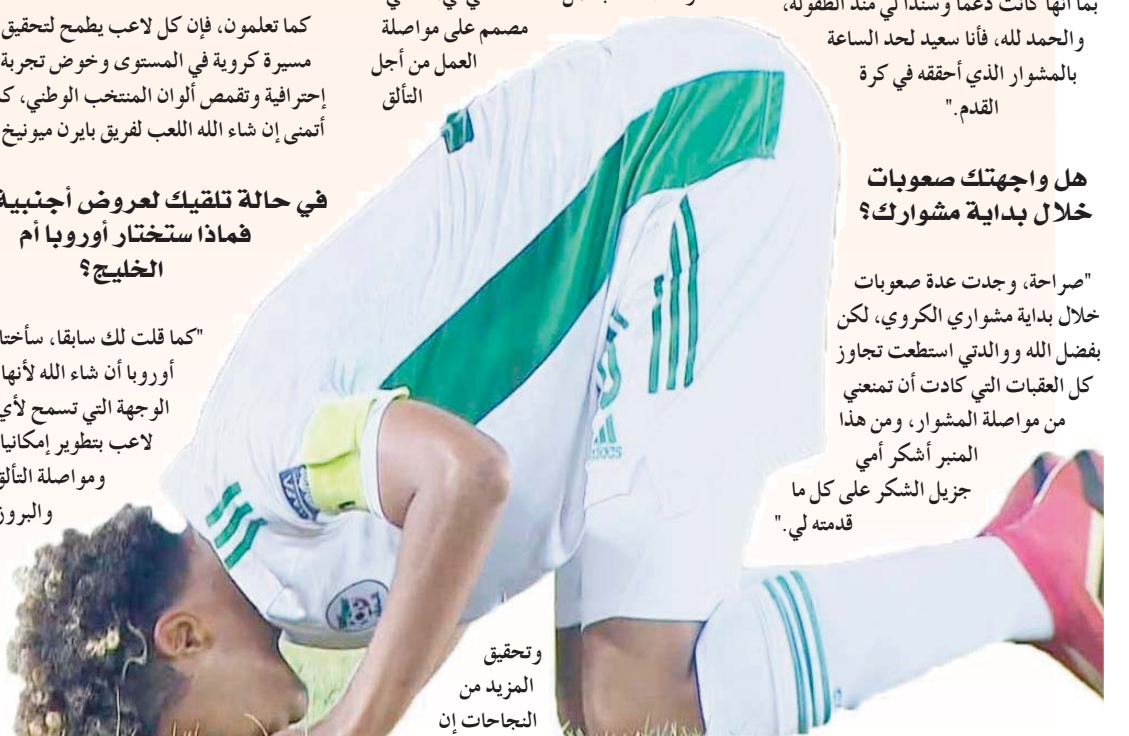 بما انها كانت دعما وسندا لي منذ الطفولة،
والحمد لله، فأنا سعيد لحد الساعة
بالمشوار الذي أحققه في كرة
القدم."
هل واجهتك صعوبات
خلال بداية مشوارك؟
"صراحة، وجدت عدة صعوبات
خلال بداية مشواري الكروي، لكن
بفضل الله ووالدتي استطعت تجاوز
كل العقبات التي كادت أن تمنعني
من مواصلة المشوار، ومن هذا
المنبر أشكر أمي
جزيل الشكر على كل ما
قدمته لي."
مصمم على مواصلة
العمل من أجل
التألق
وتحقيق
المزيد من
النجاحات إن
كما تعلمون، فإن كل لاعب يطمح لتحقيق
مسيرة كروية في المستوى وخوض تجربة
إحترافية وتقمص ألوان المنتخب الوطني،
أتمنى إن شاء الله اللعب لفريق بايرن ميونيخ
في حالة تلقيك لعروض أجنبية
فماذا ستختار أوروبا أم
الخليج؟
"كما قلت لك سابقا،
أوروبا أن شاء الله لأنها
الوجهة التي تسمح لأي
لاعب بتطوير
ومواصلة التألق
والبروز